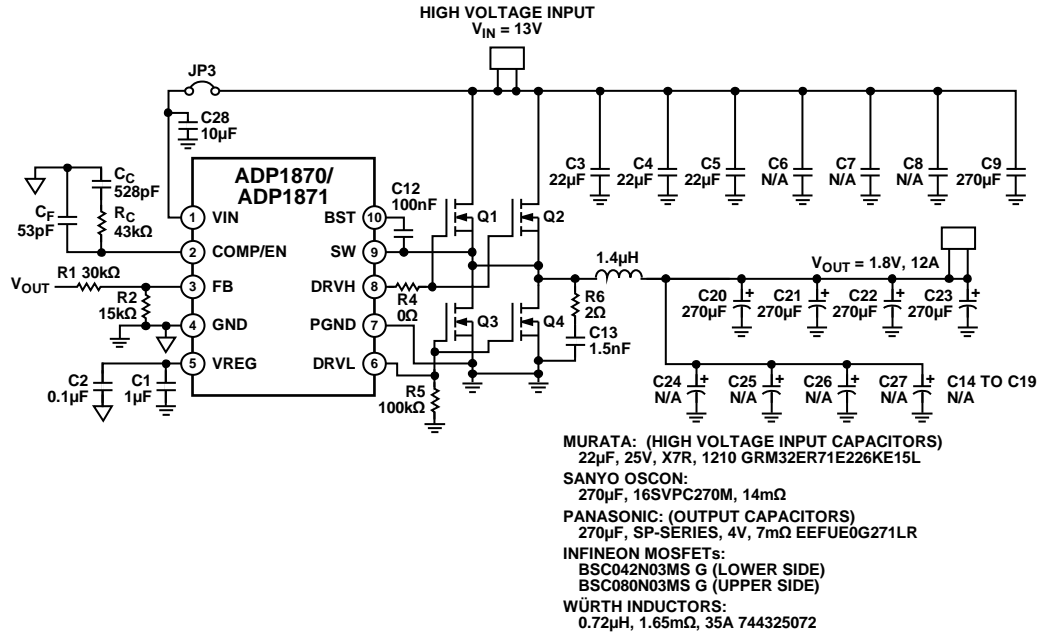 HIGH VOLTAGE INPUT
VIN = 13V
JP3
C28
10µF
CC
528pF
CF
53pF
RC
43kΩ
ADP1870/
ADP1871
1 VIN
2 COMP/EN
3 FB
4 GND
5 VREG
BST 10
SW 9
DRVH 8
PGND 7
DRVL 6
VOUT
R1 30kΩ
R2
15kΩ
C2
0.1µF
C1
1µF
C12
100nF
R4
0Ω
R5
100kΩ
Q1
Q2
Q3
Q4
C3
22µF
C4
22µF
C5
22µF
C6
N/A
C7
N/A
C8
N/A
C9
270µF
1.4µH
R6
2Ω
C13
1.5nF
VOUT = 1.8V, 12A
C20
270µF
+
C21
270µF
+
C22
270µF
+
C23
270µF
+
C24
N/A
+
C25
N/A
+
C26
N/A
+
C27
N/A
+
C14 TO C19
N/A
MURATA: (HIGH VOLTAGE INPUT CAPACITORS)
22µF, 25V, X7R, 1210 GRM32ER71E226KE15L
SANYO OSCON:
270µF, 16SVPC270M, 14mΩ
PANASONIC: (OUTPUT CAPACITORS)
270µF, SP-SERIES, 4V, 7mΩ EEFUE0G271LR
INFINEON MOSFETs:
BSC042N03MS G (LOWER SIDE)
BSC080N03MS G (UPPER SIDE)
WÜRTH INDUCTORS:
0.72µH, 1.65mΩ, 35A 744325072